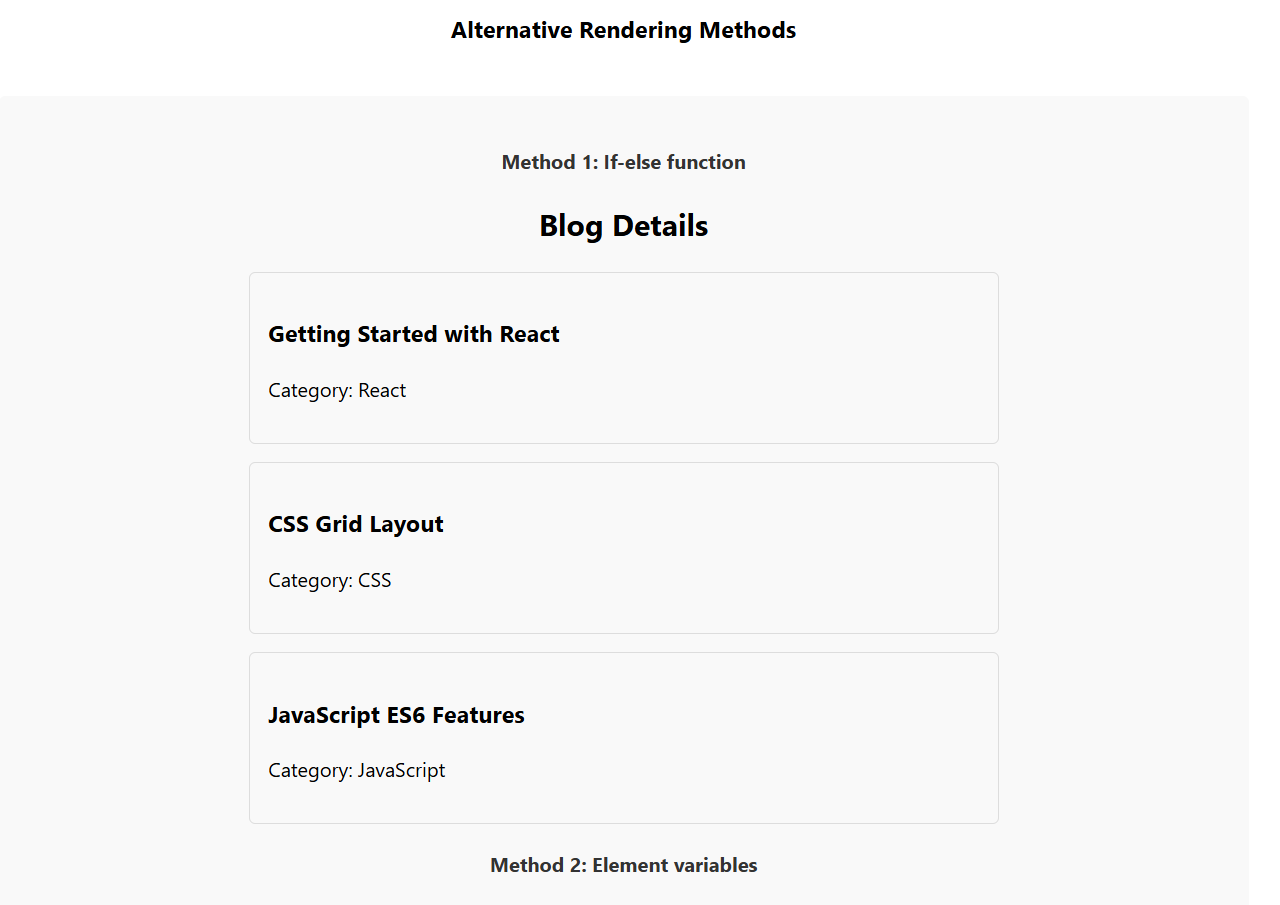 Alternative Rendering Methods
Method 1: If-else function
Blog Details
Getting Started with React
Category: React
CSS Grid Layout
Category: CSS
JavaScript ES6 Features
Category: JavaScript
Method 2: Element variables